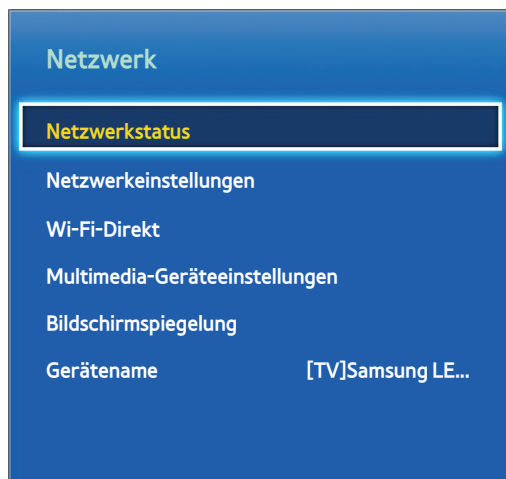 Netzwerk
Netzwerkstatus
Netzwerkeinstellungen
Wi-Fi-Direkt
Multimedia-Geräteeinstellungen
Bildschirmspiegelung
Gerätename [TV]Samsung LE...